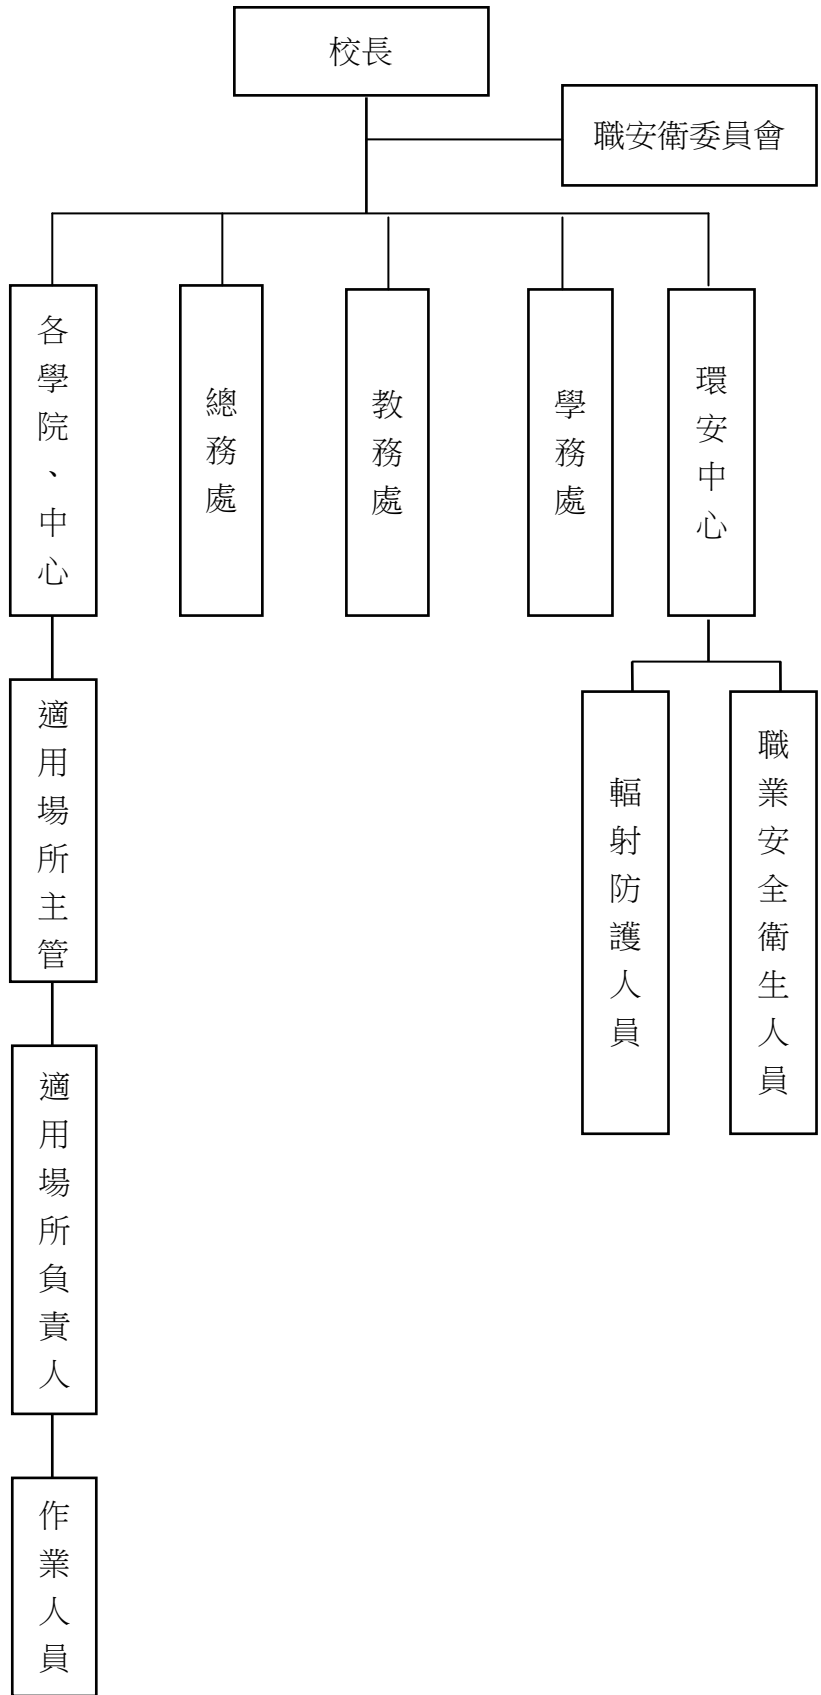 校長
職安衛委員會
各學院、中心
總務處
教務處
學務處
環安中心
適用場所主管
輻射防護人員
職業安全衛生人員
適用場所負責人
作業人員